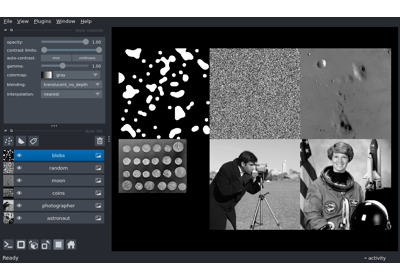 File View Plugins Window Help
opacity: 1.00
contrast limits:
auto-contrast: once continuous
gamma: 1.00
colormap: gray
blending: translucent_no_depth
interpolation: nearest
blobs
random
moon
coins
photographer
astronaut
Ready activity